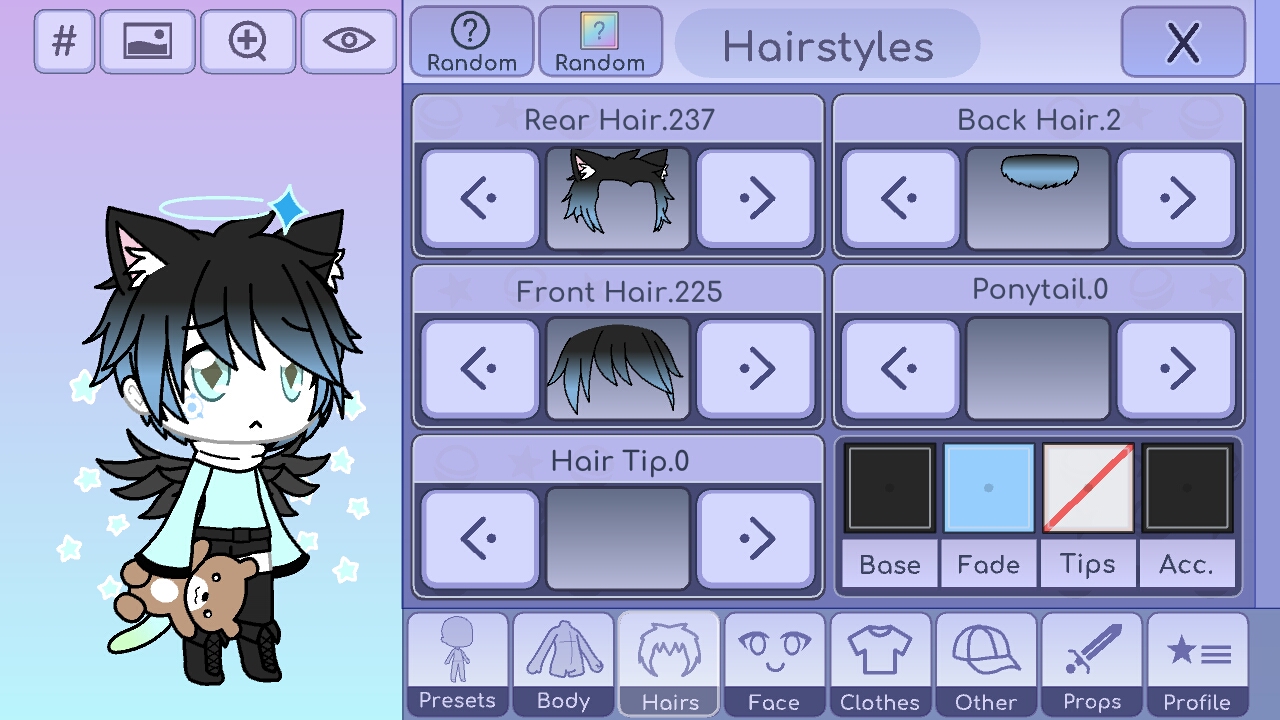 #
? Random
? Random
Hairstyles
X
Rear Hair.237
Back Hair.2
Front Hair.225
Ponytail.0
Hair Tip.0
Base
Fade
Tips
Acc.
Presets
Body
Hairs
Face
Clothes
Other
Props
Profile